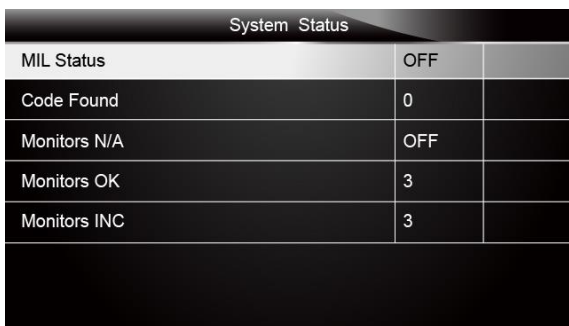 System Status
MIL Status OFF
Code Found 0
Monitors N/A OFF
Monitors OK 3
Monitors INC 3